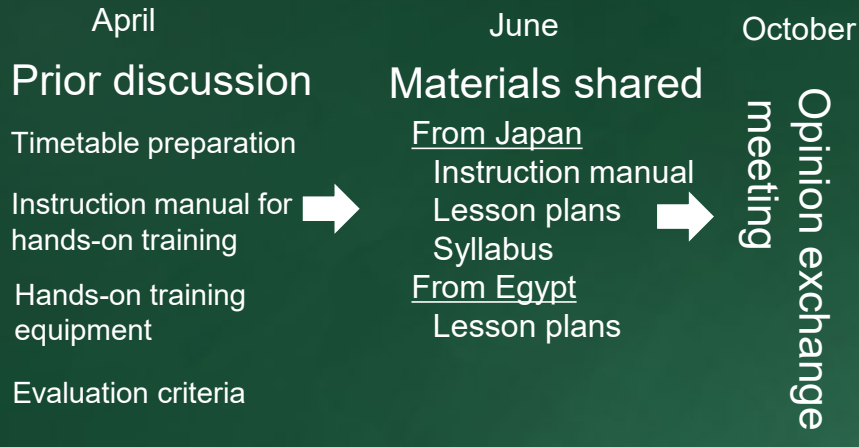 April
Prior discussion
Timetable preparation
Instruction manual for
hands-on training
Hands-on training
equipment
Evaluation criteria
June
Materials shared
From Japan
Instruction manual
Lesson plans
Syllabus
From Egypt
Lesson plans
October
Opinion exchange
meeting